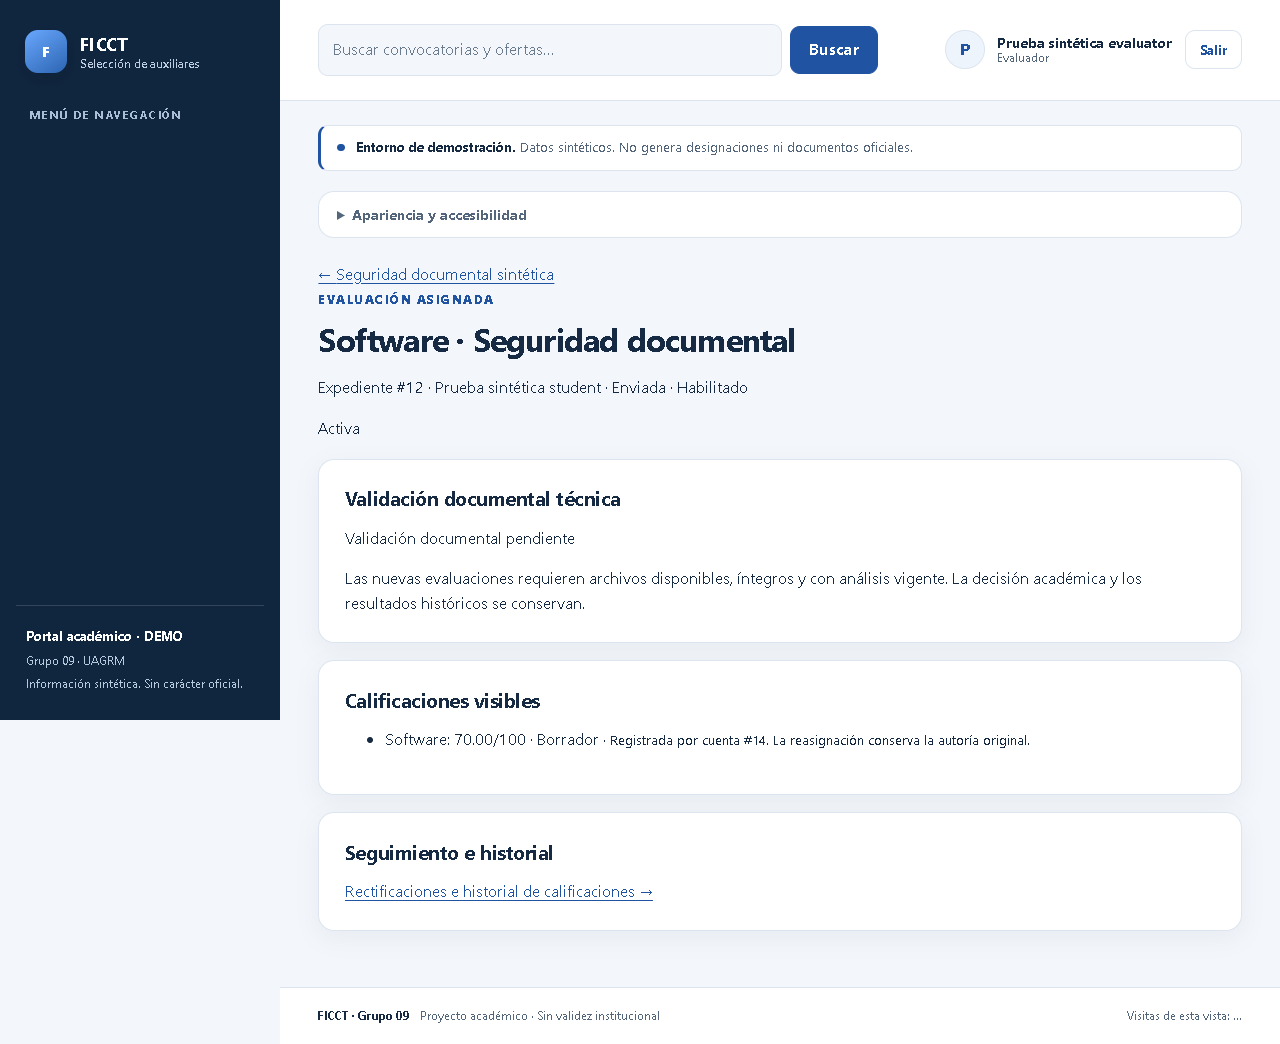 F
FICCT
Selección de auxiliares
MENÚ DE NAVEGACIÓN
Portal académico · DEMO
Grupo 09 · UAGRM
Información sintética. Sin carácter oficial.
Buscar convocatorias y ofertas...
Buscar
P
Prueba sintética evaluator
Evaluador
Salir
Entorno de demostración. Datos sintéticos. No genera designaciones ni documentos oficiales.
Apariencia y accesibilidad
← Seguridad documental sintética
EVALUACIÓN ASIGNADA
Software · Seguridad documental
Expediente #12 · Prueba sintética student · Enviada · Habilitado
Activa
Validación documental técnica
Validación documental pendiente
Las nuevas evaluaciones requieren archivos disponibles, íntegros y con análisis vigente. La decisión académica y los
resultados históricos se conservan.
Calificaciones visibles
• Software: 70.00/100 · Borrador · Registrada por cuenta #14. La reasignación conserva la autoría original.
Seguimiento e historial
Rectificaciones e historial de calificaciones →
FICCT · Grupo 09 Proyecto académico · Sin validez institucional
Visitas de esta vista: ...